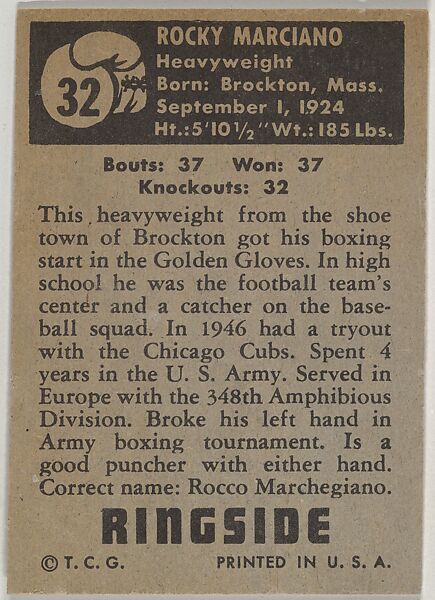 32
ROCKY MARCIANO
Heavyweight
Born: Brockton, Mass.
September 1, 1924
Ht.:5'10½" Wt.:185 Lbs.
Bouts: 37 Won: 37
Knockouts: 32
This heavyweight from the shoe
town of Brockton got his boxing
start in the Golden Gloves. In high
school he was the football team's
center and a catcher on the base-
ball squad. In 1946 had a tryout
with the Chicago Cubs. Spent 4
years in the U. S. Army. Served in
Europe with the 348th Amphibious
Division. Broke his left hand in
Army boxing tournament. Is a
good puncher with either hand.
Correct name: Rocco Marchegiano.
RINGSIDE
© T. C. G. PRINTED IN U. S. A.